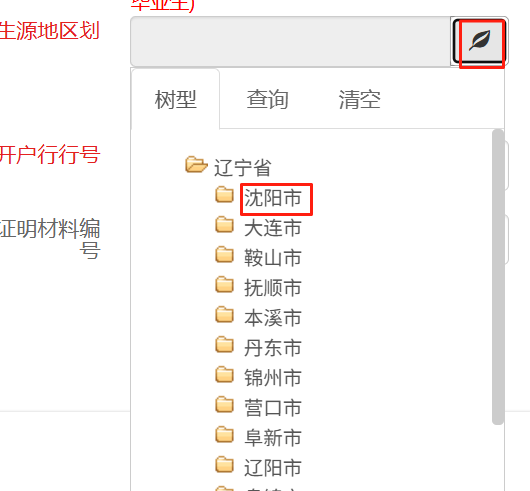 毕业生)
生源地区划
树型 查询 清空
开户行行号
证明材料编
号
辽宁省
沈阳市
大连市
鞍山市
抚顺市
本溪市
丹东市
锦州市
营口市
阜新市
辽阳市